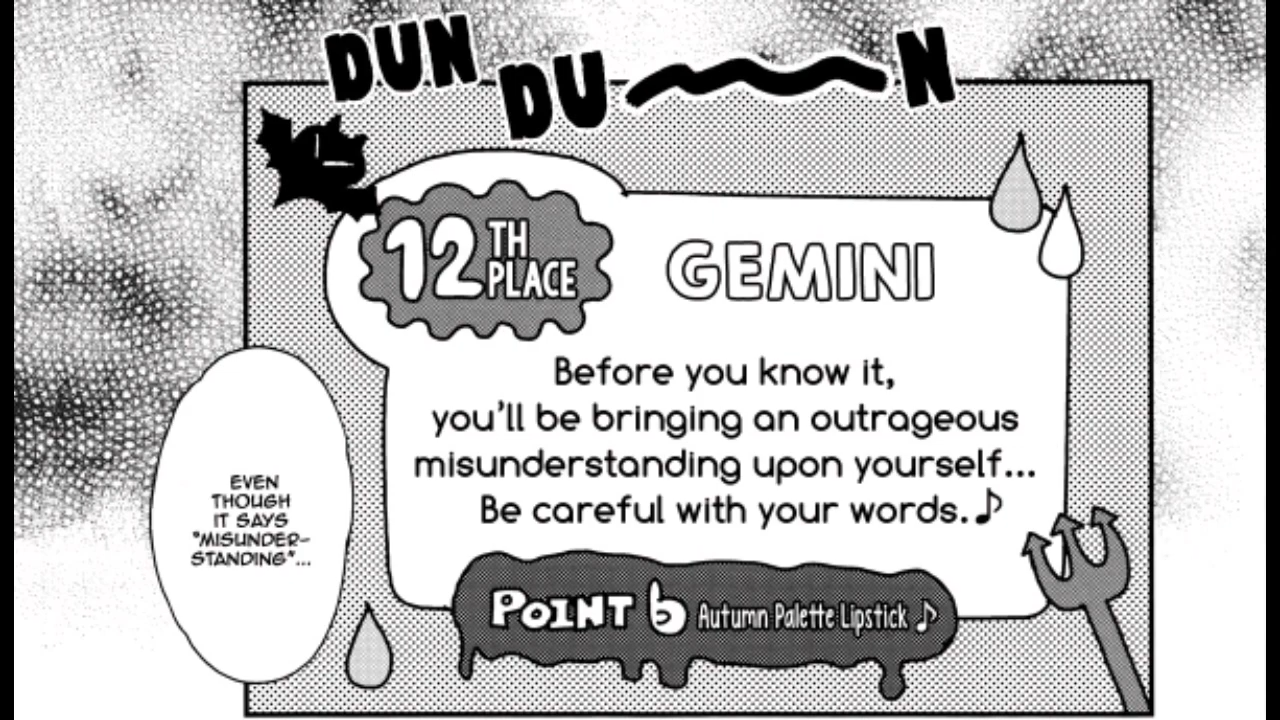 DUN
DU~N
12TH
PLACE
GEMINI
Before you know it,
you'll be bringing an outrageous
misunderstanding upon yourself...
Be careful with your words.♪
EVEN
THOUGH
IT SAYS
"MISUNDER-
STANDING"...
POINT ♭ Autumn Palette Lipstick ♪